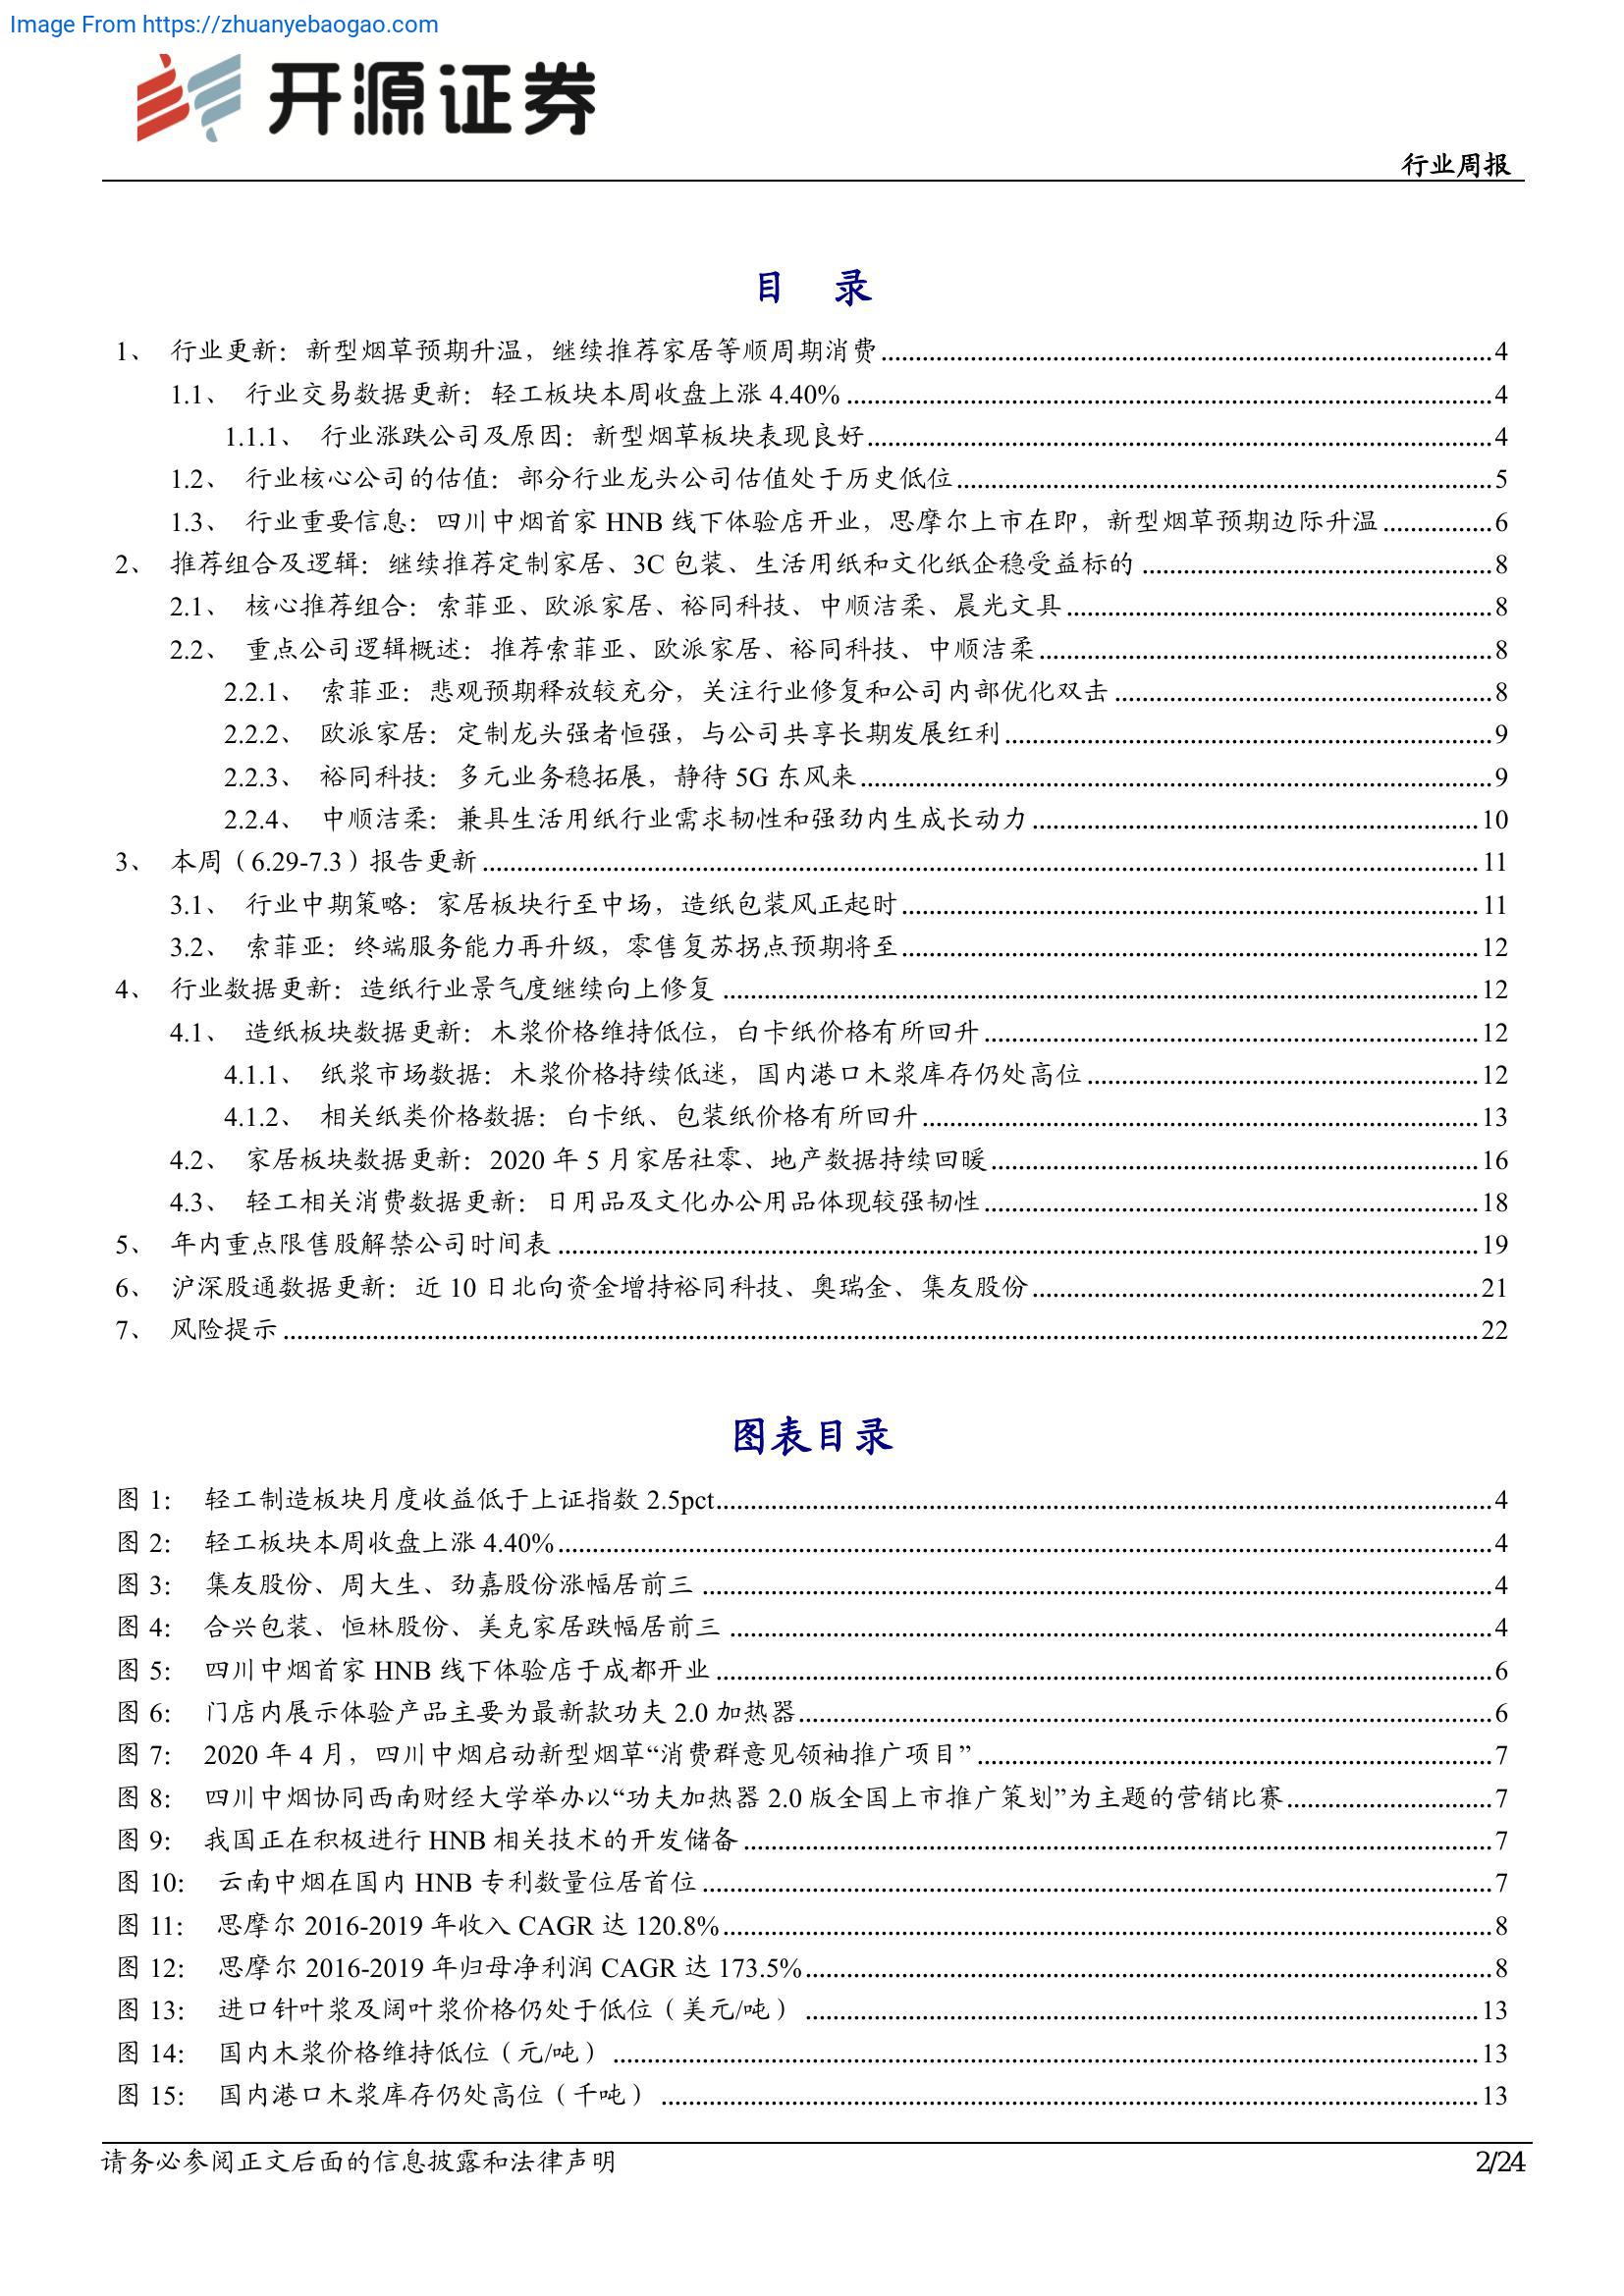 Image From https://zhuanyebaogao.com
开源证券
行业周报
目 录
1、 行业更新：新型烟草预期升温，继续推荐家居等顺周期消费 4
1.1、 行业交易数据更新：轻工板块本周收盘上涨 4.40% 4
1.1.1、 行业涨跌公司及原因：新型烟草板块表现良好 4
1.2、 行业核心公司的估值：部分行业龙头公司估值处于历史低位 5
1.3、 行业重要信息：四川中烟首家 HNB 线下体验店开业，思摩尔上市在即，新型烟草预期边际升温 6
2、 推荐组合及逻辑：继续推荐定制家居、3C 包装、生活用纸和文化纸企稳受益标的 8
2.1、 核心推荐组合：索菲亚、欧派家居、裕同科技、中顺洁柔、晨光文具 8
2.2、 重点公司逻辑概述：推荐索菲亚、欧派家居、裕同科技、中顺洁柔 8
2.2.1、 索菲亚：悲观预期释放较充分，关注行业修复和公司内部优化双击 8
2.2.2、 欧派家居：定制龙头强者恒强，与公司共享长期发展红利 9
2.2.3、 裕同科技：多元业务稳拓展，静待 5G 东风来 9
2.2.4、 中顺洁柔：兼具生活用纸行业需求韧性和强劲内生成长动力 10
3、 本周（6.29-7.3）报告更新 11
3.1、 行业中期策略：家居板块行至中场，造纸包装风正起时 11
3.2、 索菲亚：终端服务能力再升级，零售复苏拐点预期将至 12
4、 行业数据更新：造纸行业景气度继续向上修复 12
4.1、 造纸板块数据更新：木浆价格维持低位，白卡纸价格有所回升 12
4.1.1、 纸浆市场数据：木浆价格持续低迷，国内港口木浆库存仍处高位 12
4.1.2、 相关纸类价格数据：白卡纸、包装纸价格有所回升 13
4.2、 家居板块数据更新：2020 年 5 月家居社零、地产数据持续回暖 16
4.3、 轻工相关消费数据更新：日用品及文化办公用品体现较强韧性 18
5、 年内重点限售股解禁公司时间表 19
6、 沪深股通数据更新：近 10 日北向资金增持裕同科技、奥瑞金、集友股份 21
7、 风险提示 22
图表目录
图 1： 轻工制造板块月度收益低于上证指数 2.5pct 4
图 2： 轻工板块本周收盘上涨 4.40% 4
图 3： 集友股份、周大生、劲嘉股份涨幅居前三 4
图 4： 合兴包装、恒林股份、美克家居跌幅居前三 4
图 5： 四川中烟首家 HNB 线下体验店于成都开业 6
图 6： 门店内展示体验产品主要为最新款功夫 2.0 加热器 6
图 7： 2020 年 4 月，四川中烟启动新型烟草“消费群意见领袖推广项目” 7
图 8： 四川中烟协同西南财经大学举办以“功夫加热器 2.0 版全国上市推广策划”为主题的营销比赛 7
图 9： 我国正在积极进行 HNB 相关技术的开发储备 7
图 10： 云南中烟在国内 HNB 专利数量位居首位 7
图 11： 思摩尔 2016-2019 年收入 CAGR 达 120.8% 8
图 12： 思摩尔 2016-2019 年归母净利润 CAGR 达 173.5% 8
图 13： 进口针叶浆及阔叶浆价格仍处于低位（美元/吨） 13
图 14： 国内木浆价格维持低位（元/吨） 13
图 15： 国内港口木浆库存仍处高位（千吨） 13
请务必参阅正文后面的信息披露和法律声明 2/24